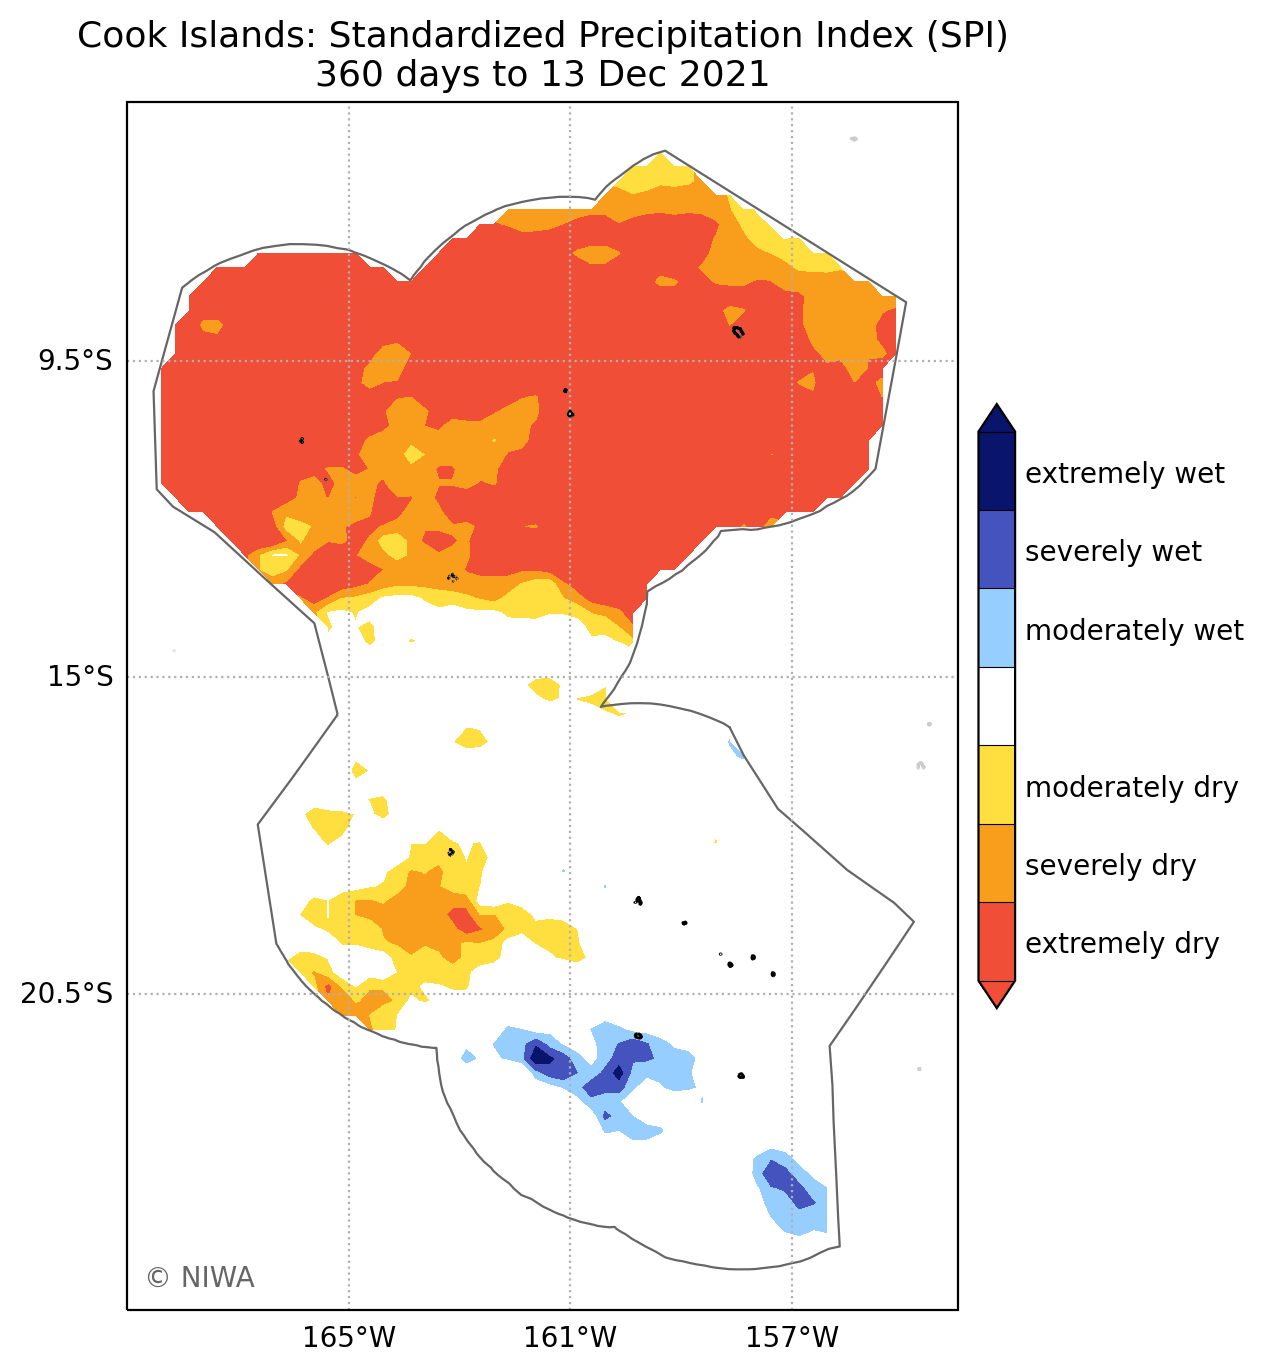 Cook Islands: Standardized Precipitation Index (SPI)
360 days to 13 Dec 2021
9.5°S
15°S
20.5°S
165°W
161°W
157°W
extremely wet
severely wet
moderately wet
moderately dry
severely dry
extremely dry
© NIWA